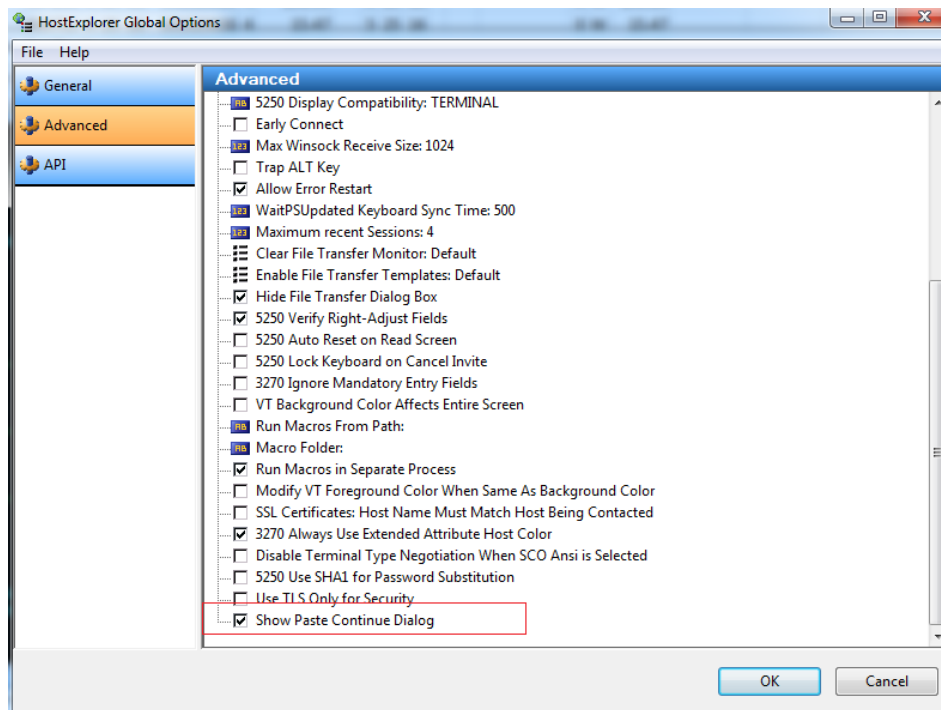 HostExplorer Global Options
File Help
General
Advanced
API
Advanced
5250 Display Compatibility: TERMINAL
Early Connect
Max Winsock Receive Size: 1024
Trap ALT Key
Allow Error Restart
WaitPSUpdated Keyboard Sync Time: 500
Maximum recent Sessions: 4
Clear File Transfer Monitor: Default
Enable File Transfer Templates: Default
Hide File Transfer Dialog Box
5250 Verify Right-Adjust Fields
5250 Auto Reset on Read Screen
5250 Lock Keyboard on Cancel Invite
3270 Ignore Mandatory Entry Fields
VT Background Color Affects Entire Screen
Run Macros From Path:
Macro Folder:
Run Macros in Separate Process
Modify VT Foreground Color When Same As Background Color
SSL Certificates: Host Name Must Match Host Being Contacted
3270 Always Use Extended Attribute Host Color
Disable Terminal Type Negotiation When SCO Ansi is Selected
5250 Use SHA1 for Password Substitution
Use TLS Only for Security
Show Paste Continue Dialog
OK Cancel